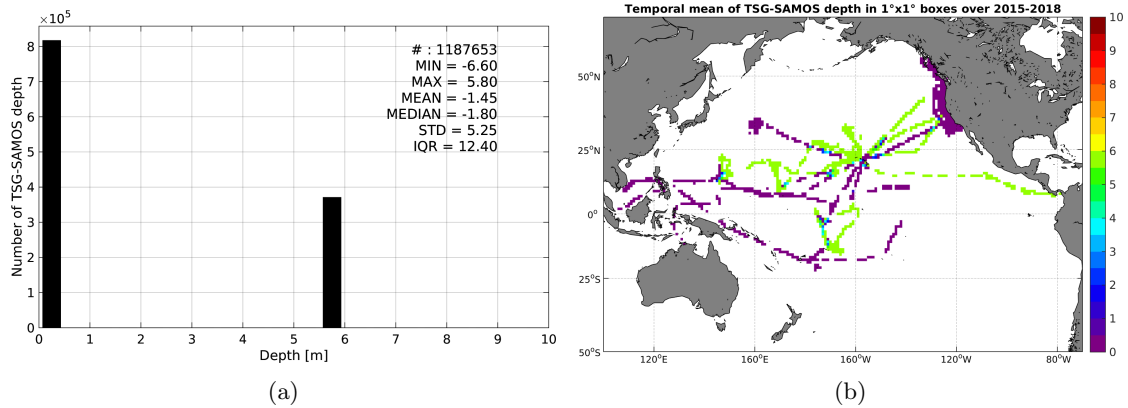 ×10⁵
Number of TSG-SAMOS depth
8
7
6
5
4
3
2
1
0
# : 1187653
MIN = -6.60
MAX = 5.80
MEAN = -1.45
MEDIAN = -1.80
STD = 5.25
IQR = 12.40
0 1 2 3 4 5 6 7 8 9 10
Depth [m]
(a)
Temporal mean of TSG-SAMOS depth in 1°x1° boxes over 2015-2018
50°N
25°N
0°
25°S
50°S
120°E 160°E 160°W 120°W 80°W
10
9
8
7
6
5
4
3
2
1
0
(b)